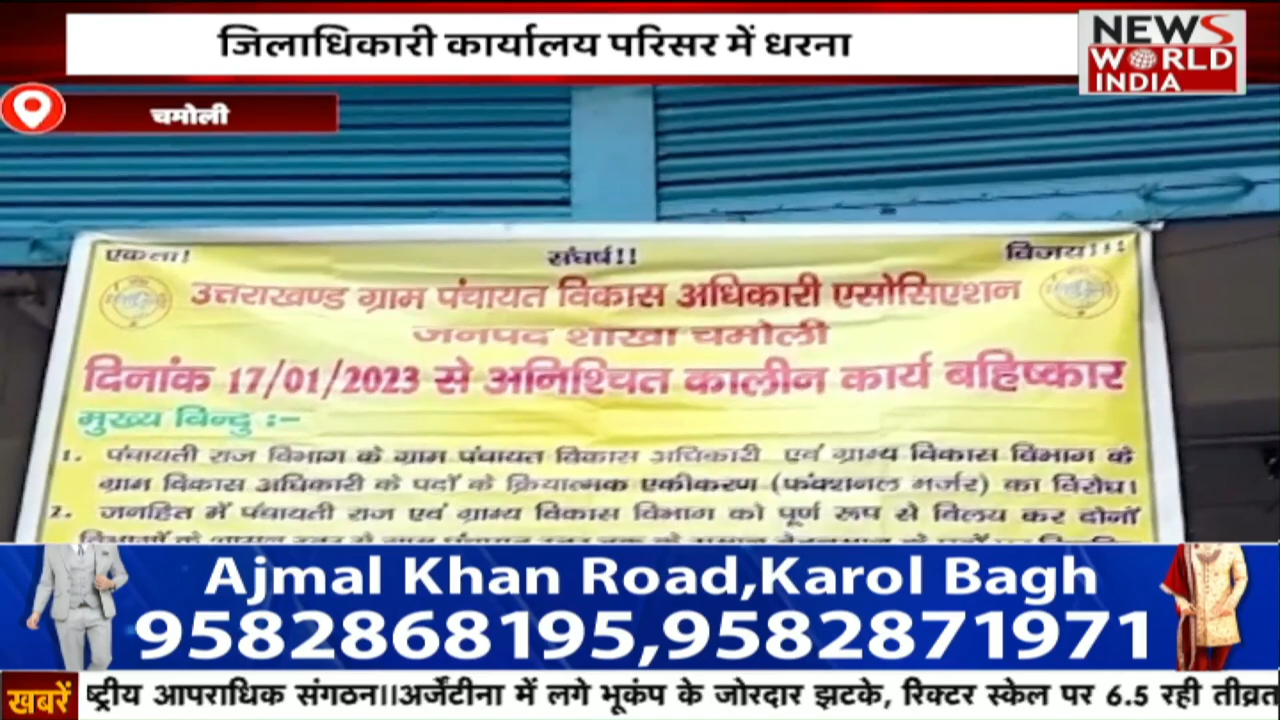 जिलाधिकारी कार्यालय परिसर में धरना
NEWS
WORLD
INDIA
चमोली
एकता! संघर्ष!! विजय!!!
उत्तराखण्ड ग्राम पंचायत विकास अधिकारी एसोसिएशन
जनपद शाखा चमोली
दिनांक 17/01/2023 से अनिश्चित कालीन कार्य बहिष्कार
मुख्य विन्दु :-
1. पंचायती राज विभाग के ग्राम पंचायत विकास अधिकारी एवं ग्राम्य विकास विभाग के
ग्राम विकास अधिकारी के पदों के क्रियात्मक एकीकरण (फंक्शनल मर्जर) का विरोध।
2. जनहित में पंचायती राज एवं ग्राम्य विकास विभाग को पूर्ण रूप से विलय कर दोनों
Ajmal Khan Road,Karol Bagh
9582868195,9582871971
खबरें ष्ट्रीय आपराधिक संगठन।।अर्जेंटीना में लगे भूकंप के जोरदार झटके, रिक्टर स्केल पर 6.5 रही तीव्रत